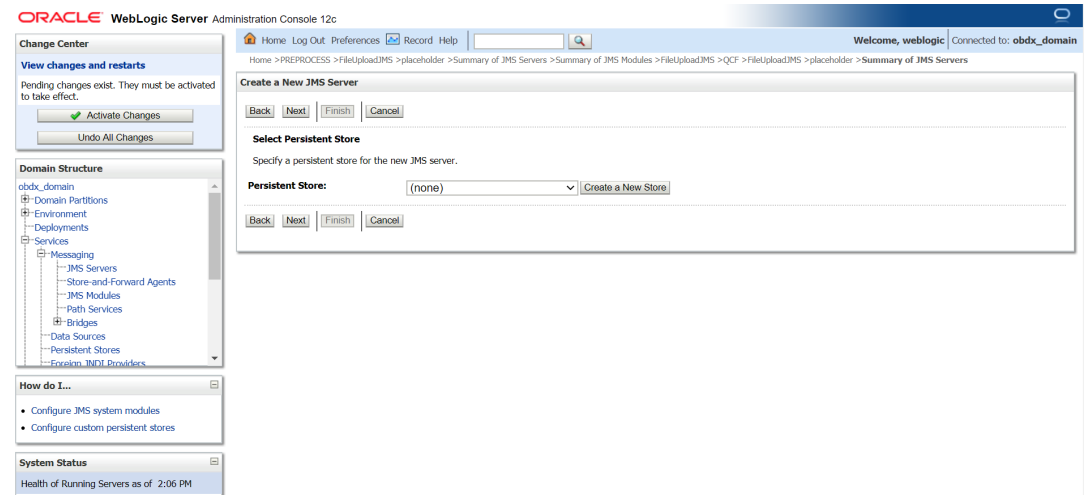 ORACLE WebLogic Server Administration Console 12c
Change Center
View changes and restarts
Pending changes exist. They must be activated
to take effect.
Activate Changes
Undo All Changes
Domain Structure
obdx_domain
Domain Partitions
Environment
Deployments
Services
Messaging
JMS Servers
Store-and-Forward Agents
JMS Modules
Path Services
Bridges
Data Sources
Persistent Stores
Foreign JNDI Providers
How do I...
Configure JMS system modules
Configure custom persistent stores
System Status
Health of Running Servers as of 2:06 PM
Home Log Out Preferences Record Help
Welcome, weblogic Connected to: obdx_domain
Home >PREPROCESS >FileUploadJMS >placeholder >Summary of JMS Servers >Summary of JMS Modules >FileUploadJMS >QCF >FileUploadJMS >placeholder >Summary of JMS Servers
Create a New JMS Server
Back Next Finish Cancel
Select Persistent Store
Specify a persistent store for the new JMS server.
Persistent Store: (none) Create a New Store
Back Next Finish Cancel